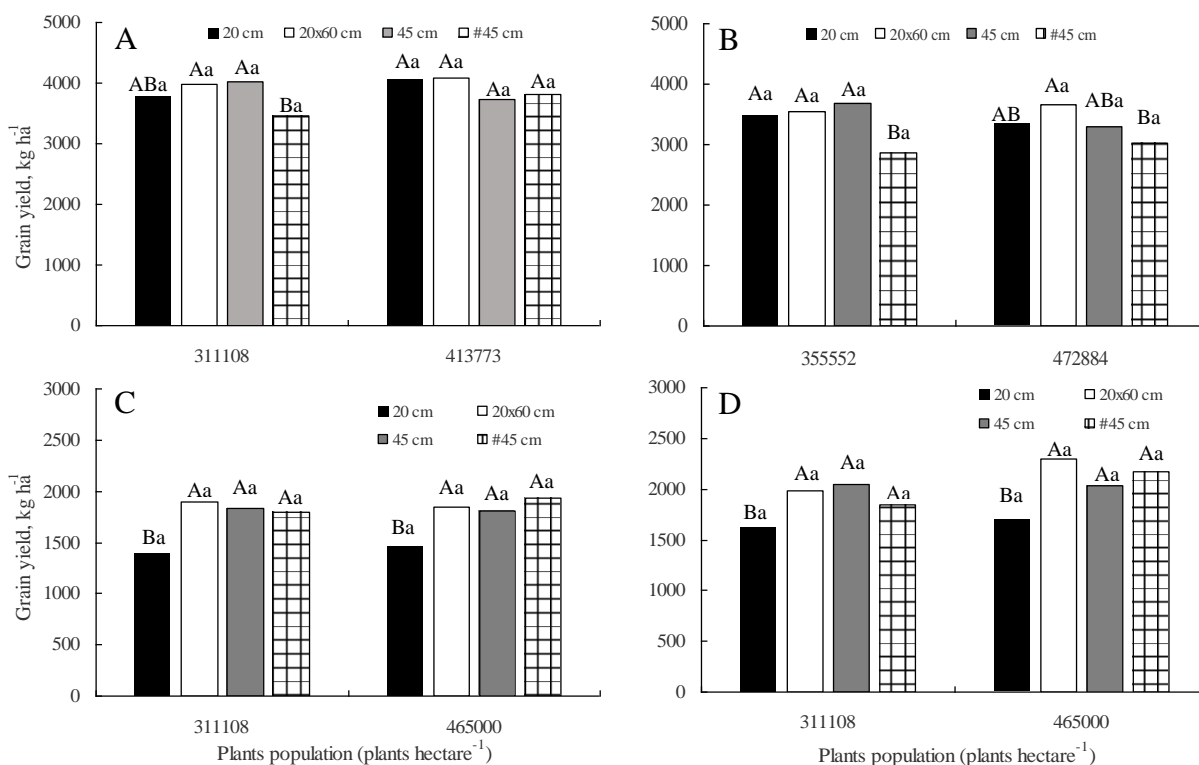 A
20 cm 20x60 cm 45 cm #45 cm
Grain yield, kg ha-1
5000
4000
3000
2000
1000
0
ABa Aa Aa Ba Aa Aa Aa Aa
311108 413773
B
20 cm 20x60 cm 45 cm #45 cm
5000
4000
3000
2000
1000
0
Aa Aa Aa Ba AB Aa ABa Ba
355552 472884
C
20 cm 20x60 cm
45 cm #45 cm
Grain yield, kg ha-1
3000
2500
2000
1500
1000
500
0
Ba Aa Aa Aa Ba Aa Aa Aa
311108 465000
Plants population (plants hectare-1)
D
20 cm 20x60 cm
45 cm #45 cm
3000
2500
2000
1500
1000
500
0
Ba Aa Aa Aa Ba Aa Aa Aa
311108 465000
Plants population (plants hectare-1)